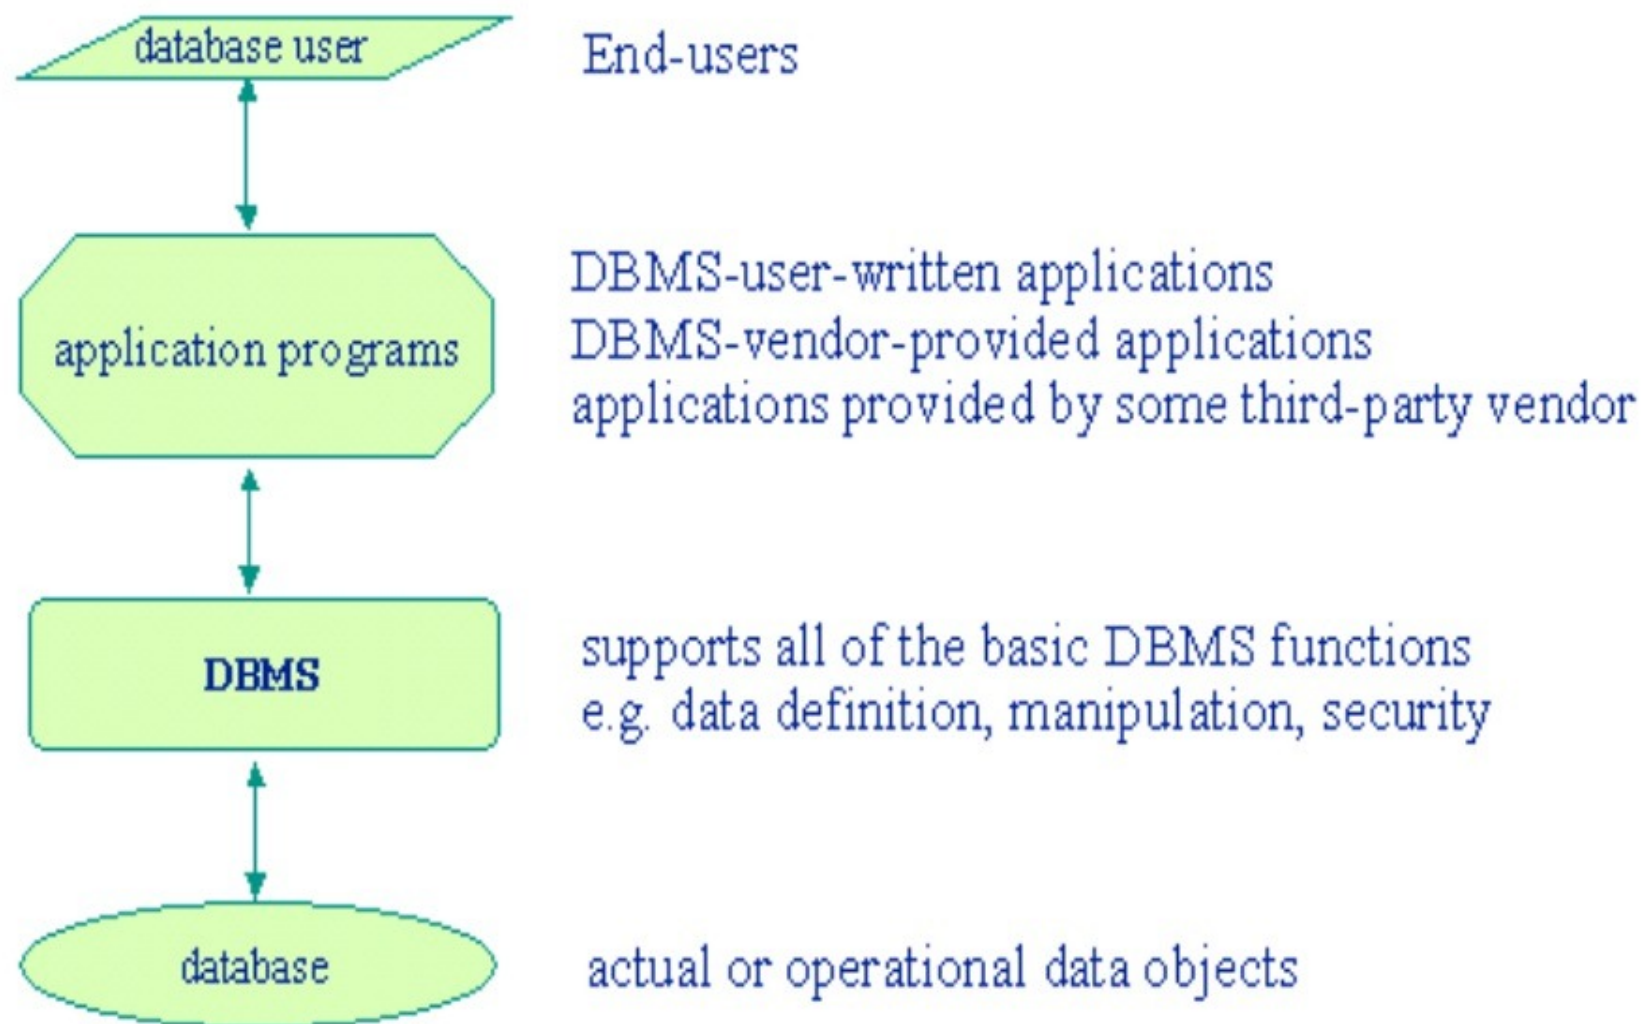 database user
End-users
application programs
DBMS-user-written applications
DBMS-vendor-provided applications
applications provided by some third-party vendor
DBMS
supports all of the basic DBMS functions
e.g. data definition, manipulation, security
database
actual or operational data objects